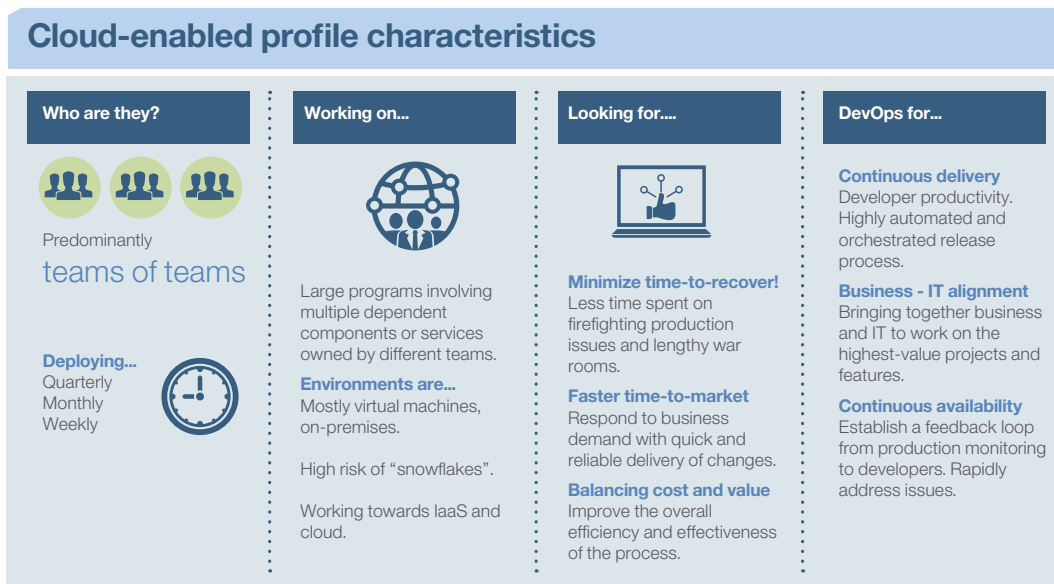 Cloud-enabled profile characteristics
Who are they?
Predominantly
teams of teams
Deploying...
Quarterly
Monthly
Weekly
Working on...
Large programs involving
multiple dependent
components or services
owned by different teams.
Environments are...
Mostly virtual machines,
on-premises.
High risk of “snowflakes”.
Working towards IaaS and
cloud.
Looking for....
Minimize time-to-recover!
Less time spent on
firefighting production
issues and lengthy war
rooms.
Faster time-to-market
Respond to business
demand with quick and
reliable delivery of changes.
Balancing cost and value
Improve the overall
efficiency and effectiveness
of the process.
DevOps for...
Continuous delivery
Developer productivity.
Highly automated and
orchestrated release
process.
Business - IT alignment
Bringing together business
and IT to work on the
highest-value projects and
features.
Continuous availability
Establish a feedback loop
from production monitoring
to developers. Rapidly
address issues.